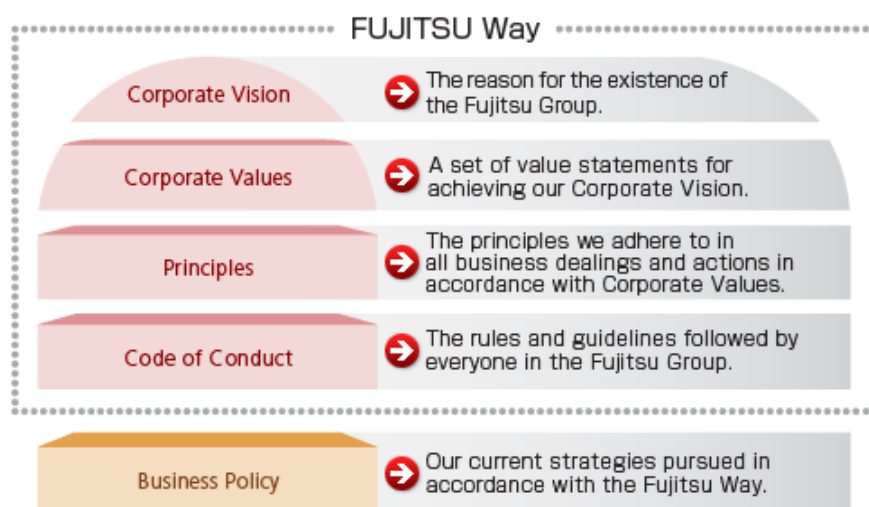 FUJITSU Way
Corporate Vision
The reason for the existence of
the Fujitsu Group.
Corporate Values
A set of value statements for
achieving our Corporate Vision.
Principles
The principles we adhere to in
all business dealings and actions in
accordance with Corporate Values.
Code of Conduct
The rules and guidelines followed by
everyone in the Fujitsu Group.
Business Policy
Our current strategies pursued in
accordance with the Fujitsu Way.